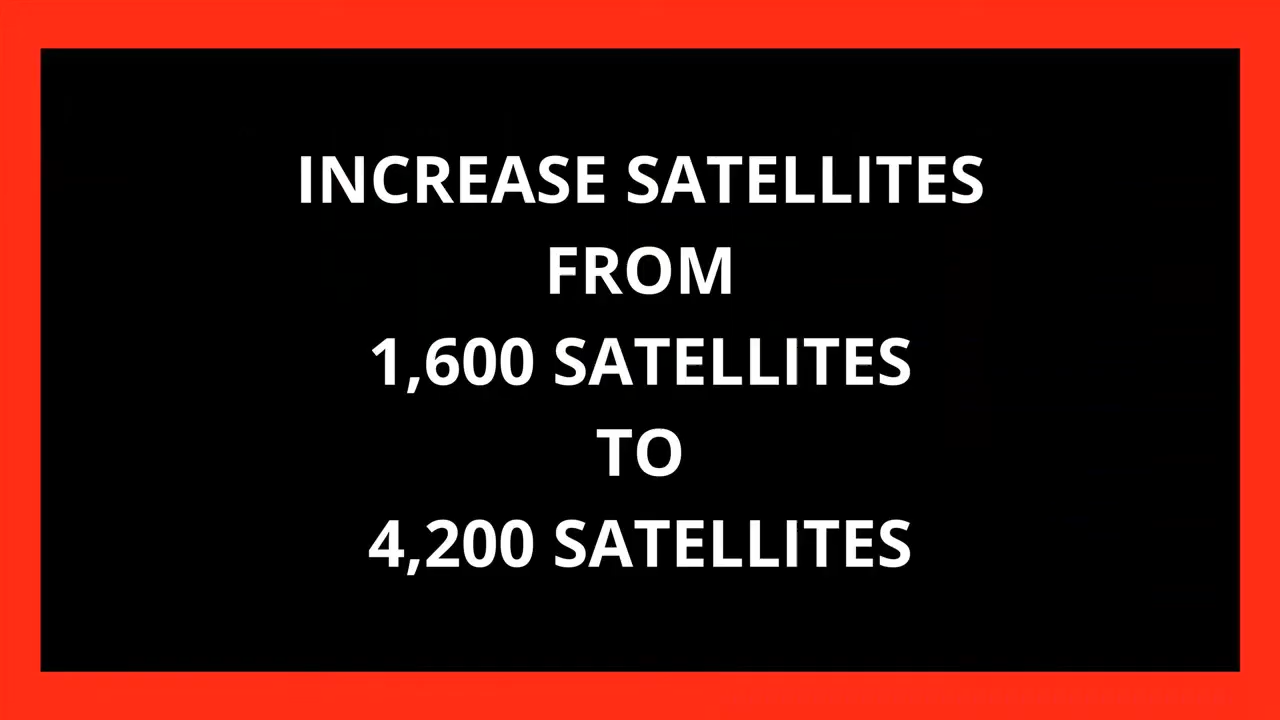 INCREASE SATELLITES
FROM
1,600 SATELLITES
TO
4,200 SATELLITES